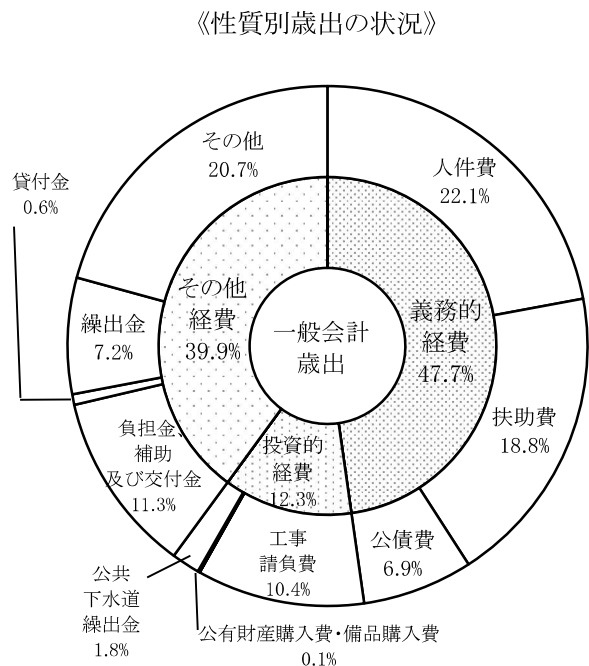 《性質別歳出の状況》
その他
20.7%
人件費
22.1%
貸付金
0.6%
その他
経費
39.9%
義務的
経費
47.7%
一般会計
歳出
繰出金
7.2%
扶助費
18.8%
負担金、
補助
及び交付金
11.3%
投資的
経費
12.3%
工事
請負費
10.4%
公債費
6.9%
公共
下水道
繰出金
1.8%
公有財産購入費・備品購入費
0.1%